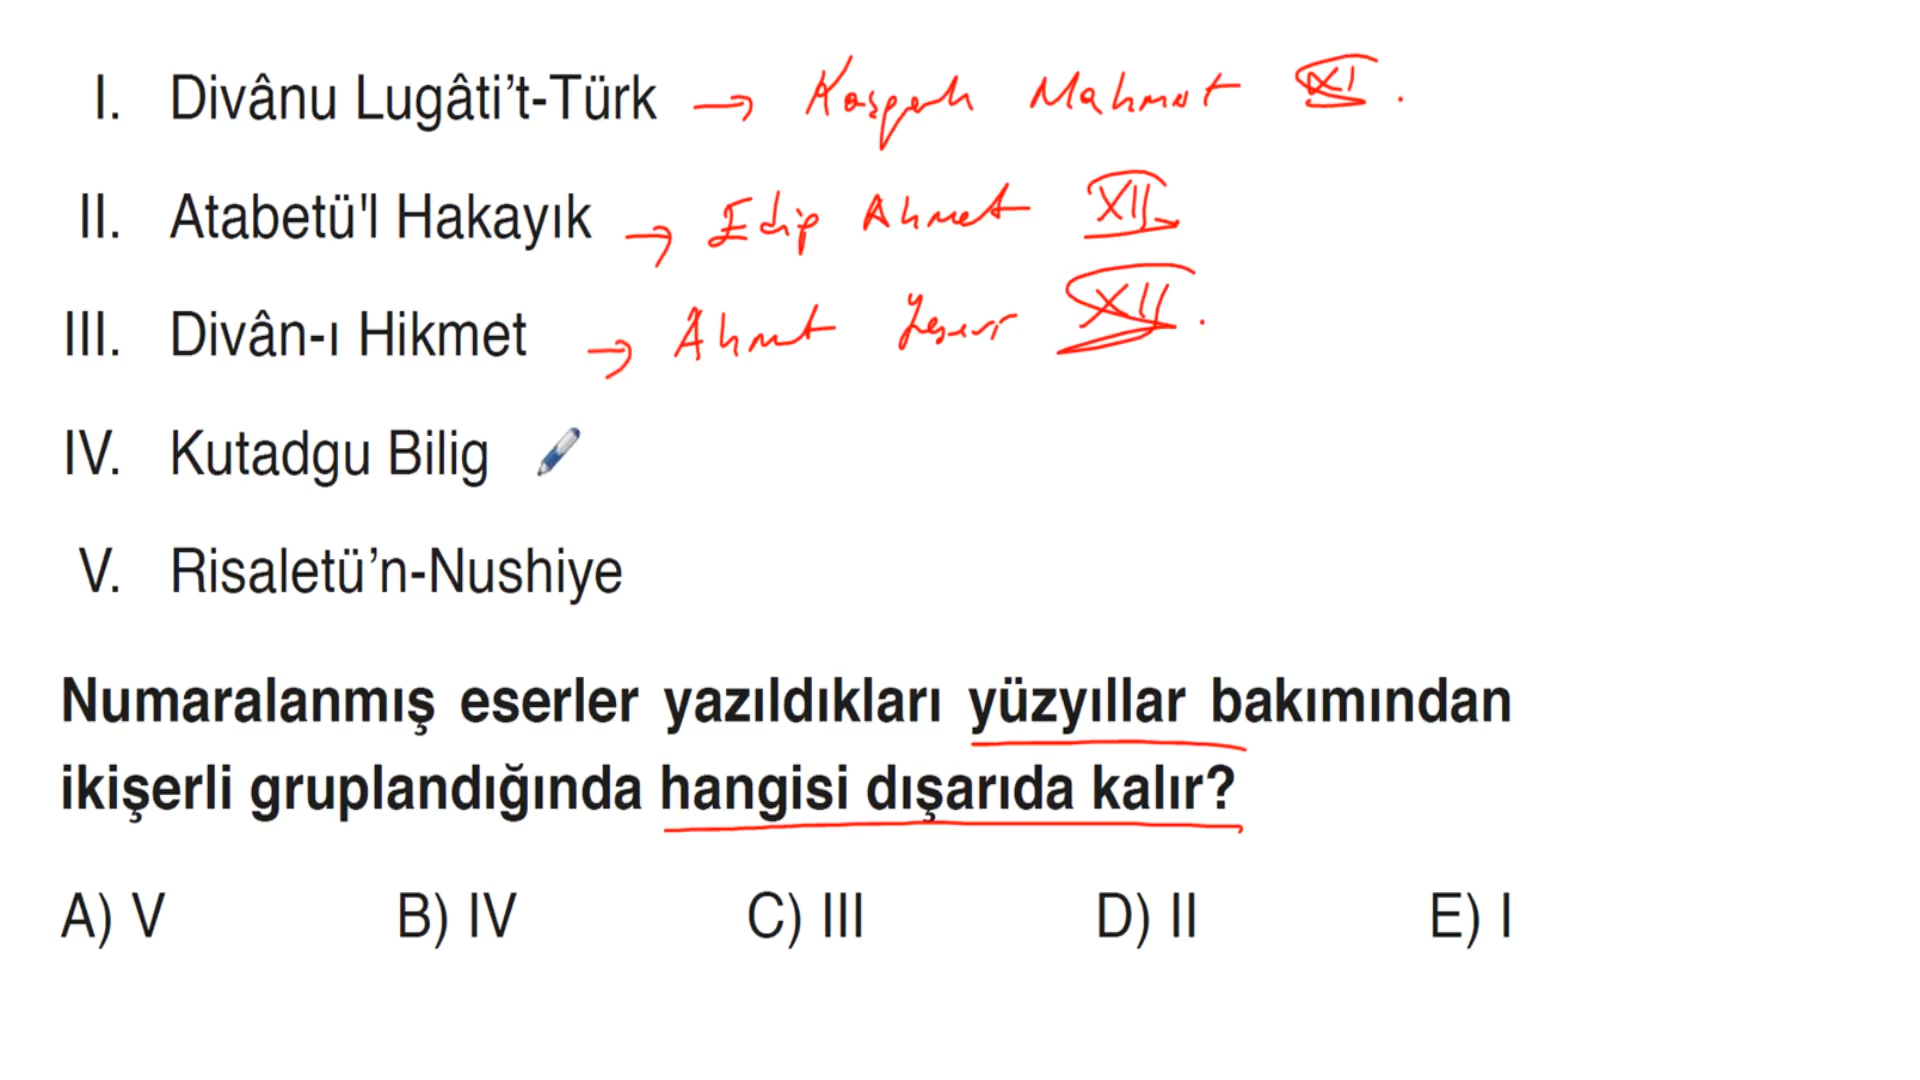 I. Divânu Lugâti’t-Türk → Kaşgarlı Mahmut XI.
II. Atabetü'l Hakayık → Edip Ahmet XII
III. Divân-ı Hikmet → Ahmet Yesevi XII.
IV. Kutadgu Bilig
V. Risaletü’n-Nushiye
Numaralanmış eserler yazıldıkları yüzyıllar bakımından
ikişerli gruplandığında hangisi dışarıda kalır?
A) V B) IV C) III D) II E) I